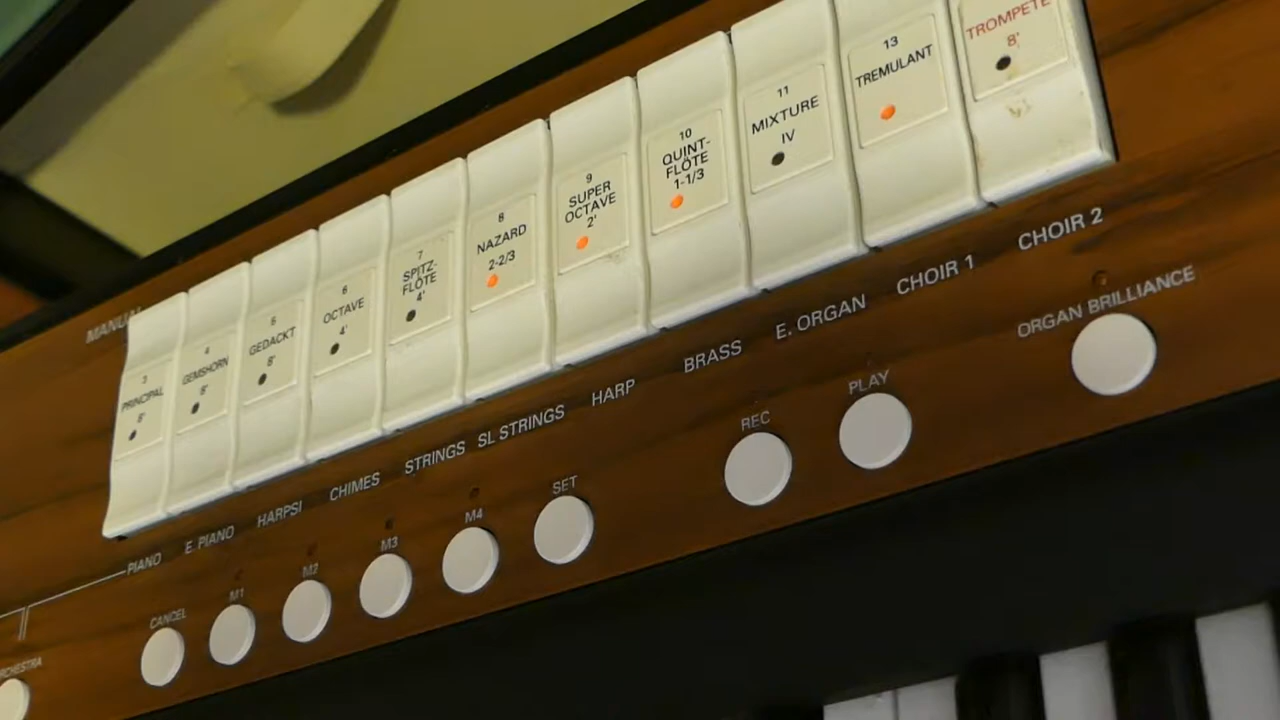 MANUAL
3
PRINCIPAL
8'
4
GEMSHORN
8'
5
GEDACKT
8'
6
OCTAVE
4'
7
SPITZ-
FLÖTE
4'
8
NAZARD
2-2/3
9
SUPER
OCTAVE
2'
10
QUINT-
FLÖTE
1-1/3
11
MIXTURE
IV
13
TREMULANT
TROMPETE
8'
PIANO E. PIANO HARPSI CHIMES STRINGS SL STRINGS HARP BRASS E. ORGAN CHOIR 1 CHOIR 2
CANCEL M1 M2 M3 M4 SET REC PLAY ORGAN BRILLIANCE